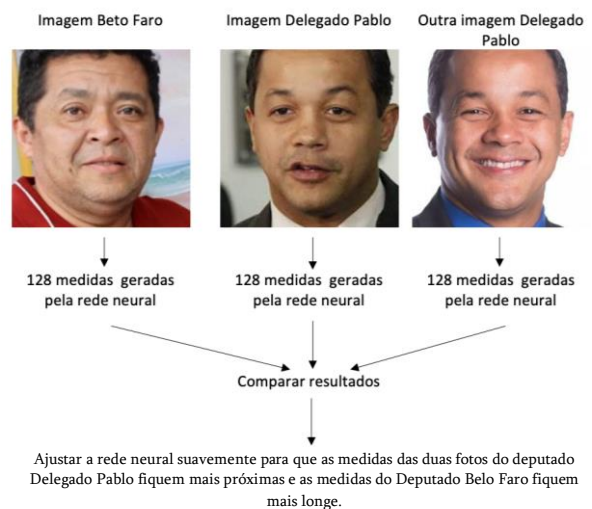 Imagem Beto Faro
Imagem Delegado Pablo
Outra imagem Delegado
Pablo
128 medidas geradas
pela rede neural
128 medidas geradas
pela rede neural
128 medidas geradas
pela rede neural
Comparar resultados
Ajustar a rede neural suavemente para que as medidas das duas fotos do deputado
Delegado Pablo fiquem mais próximas e as medidas do Deputado Belo Faro fiquem
mais longe.